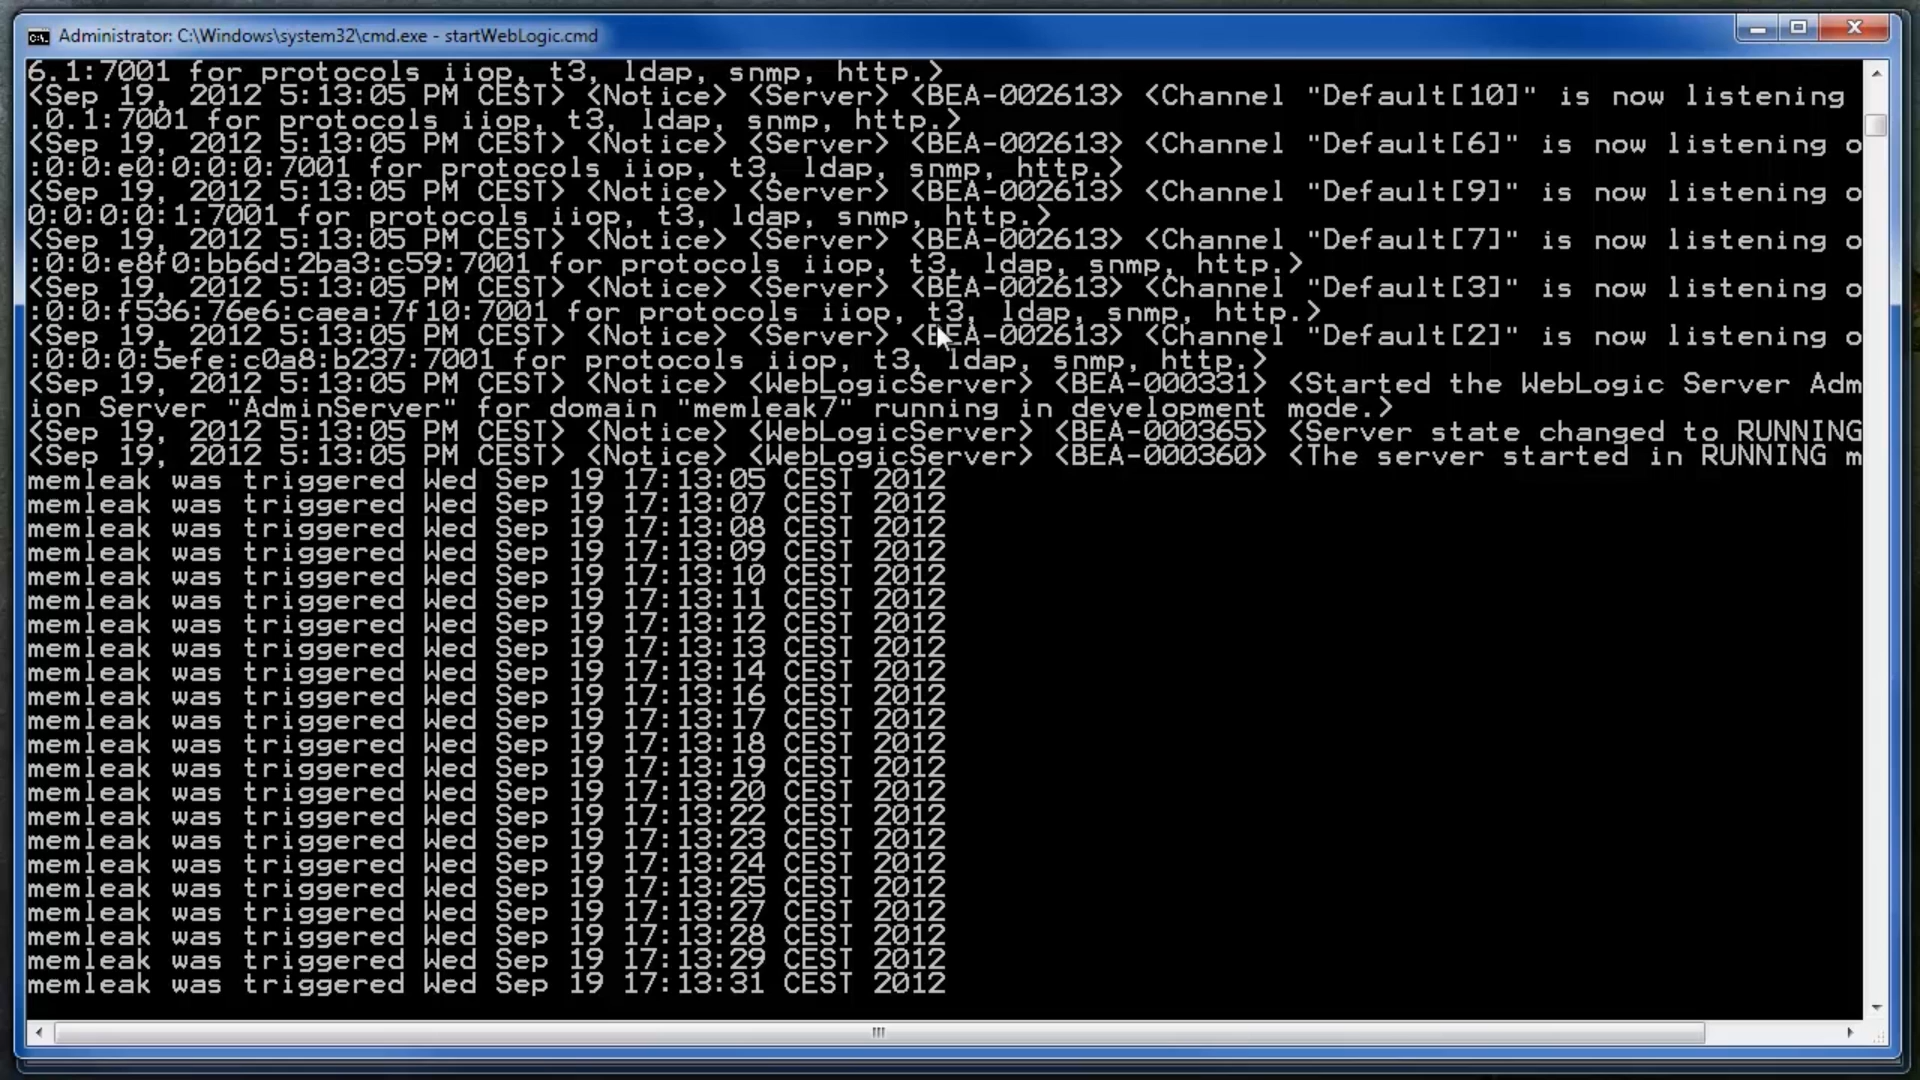 Administrator: C:\Windows\system32\cmd.exe - startWebLogic.cmd
6.1:7001 for protocols iiop, t3, ldap, snmp, http.>
<Sep 19, 2012 5:13:05 PM CEST> <Notice> <Server> <BEA-002613> <Channel "Default[10]" is now listening
.0.1:7001 for protocols iiop, t3, ldap, snmp, http.>
<Sep 19, 2012 5:13:05 PM CEST> <Notice> <Server> <BEA-002613> <Channel "Default[6]" is now listening o
:0:0:e0:0:0:0:7001 for protocols iiop, t3, ldap, snmp, http.>
<Sep 19, 2012 5:13:05 PM CEST> <Notice> <Server> <BEA-002613> <Channel "Default[9]" is now listening o
0:0:0:0:1:7001 for protocols iiop, t3, ldap, snmp, http.>
<Sep 19, 2012 5:13:05 PM CEST> <Notice> <Server> <BEA-002613> <Channel "Default[7]" is now listening o
:0:0:e8f0:bb6d:2ba3:c59:7001 for protocols iiop, t3, ldap, snmp, http.>
<Sep 19, 2012 5:13:05 PM CEST> <Notice> <Server> <BEA-002613> <Channel "Default[3]" is now listening o
:0:0:f536:76e6:caea:7f10:7001 for protocols iiop, t3, ldap, snmp, http.>
<Sep 19, 2012 5:13:05 PM CEST> <Notice> <Server> <BEA-002613> <Channel "Default[2]" is now listening o
:0:0:0:5efe:c0a8:b237:7001 for protocols iiop, t3, ldap, snmp, http.>
<Sep 19, 2012 5:13:05 PM CEST> <Notice> <WebLogicServer> <BEA-000331> <Started the WebLogic Server Adm
ion Server "AdminServer" for domain "memleak7" running in development mode.>
<Sep 19, 2012 5:13:05 PM CEST> <Notice> <WebLogicServer> <BEA-000365> <Server state changed to RUNNING
<Sep 19, 2012 5:13:05 PM CEST> <Notice> <WebLogicServer> <BEA-000360> <The server started in RUNNING m
memleak was triggered Wed Sep 19 17:13:05 CEST 2012
memleak was triggered Wed Sep 19 17:13:07 CEST 2012
memleak was triggered Wed Sep 19 17:13:08 CEST 2012
memleak was triggered Wed Sep 19 17:13:09 CEST 2012
memleak was triggered Wed Sep 19 17:13:10 CEST 2012
memleak was triggered Wed Sep 19 17:13:11 CEST 2012
memleak was triggered Wed Sep 19 17:13:12 CEST 2012
memleak was triggered Wed Sep 19 17:13:13 CEST 2012
memleak was triggered Wed Sep 19 17:13:14 CEST 2012
memleak was triggered Wed Sep 19 17:13:16 CEST 2012
memleak was triggered Wed Sep 19 17:13:17 CEST 2012
memleak was triggered Wed Sep 19 17:13:18 CEST 2012
memleak was triggered Wed Sep 19 17:13:19 CEST 2012
memleak was triggered Wed Sep 19 17:13:20 CEST 2012
memleak was triggered Wed Sep 19 17:13:22 CEST 2012
memleak was triggered Wed Sep 19 17:13:23 CEST 2012
memleak was triggered Wed Sep 19 17:13:24 CEST 2012
memleak was triggered Wed Sep 19 17:13:25 CEST 2012
memleak was triggered Wed Sep 19 17:13:27 CEST 2012
memleak was triggered Wed Sep 19 17:13:28 CEST 2012
memleak was triggered Wed Sep 19 17:13:29 CEST 2012
memleak was triggered Wed Sep 19 17:13:31 CEST 2012